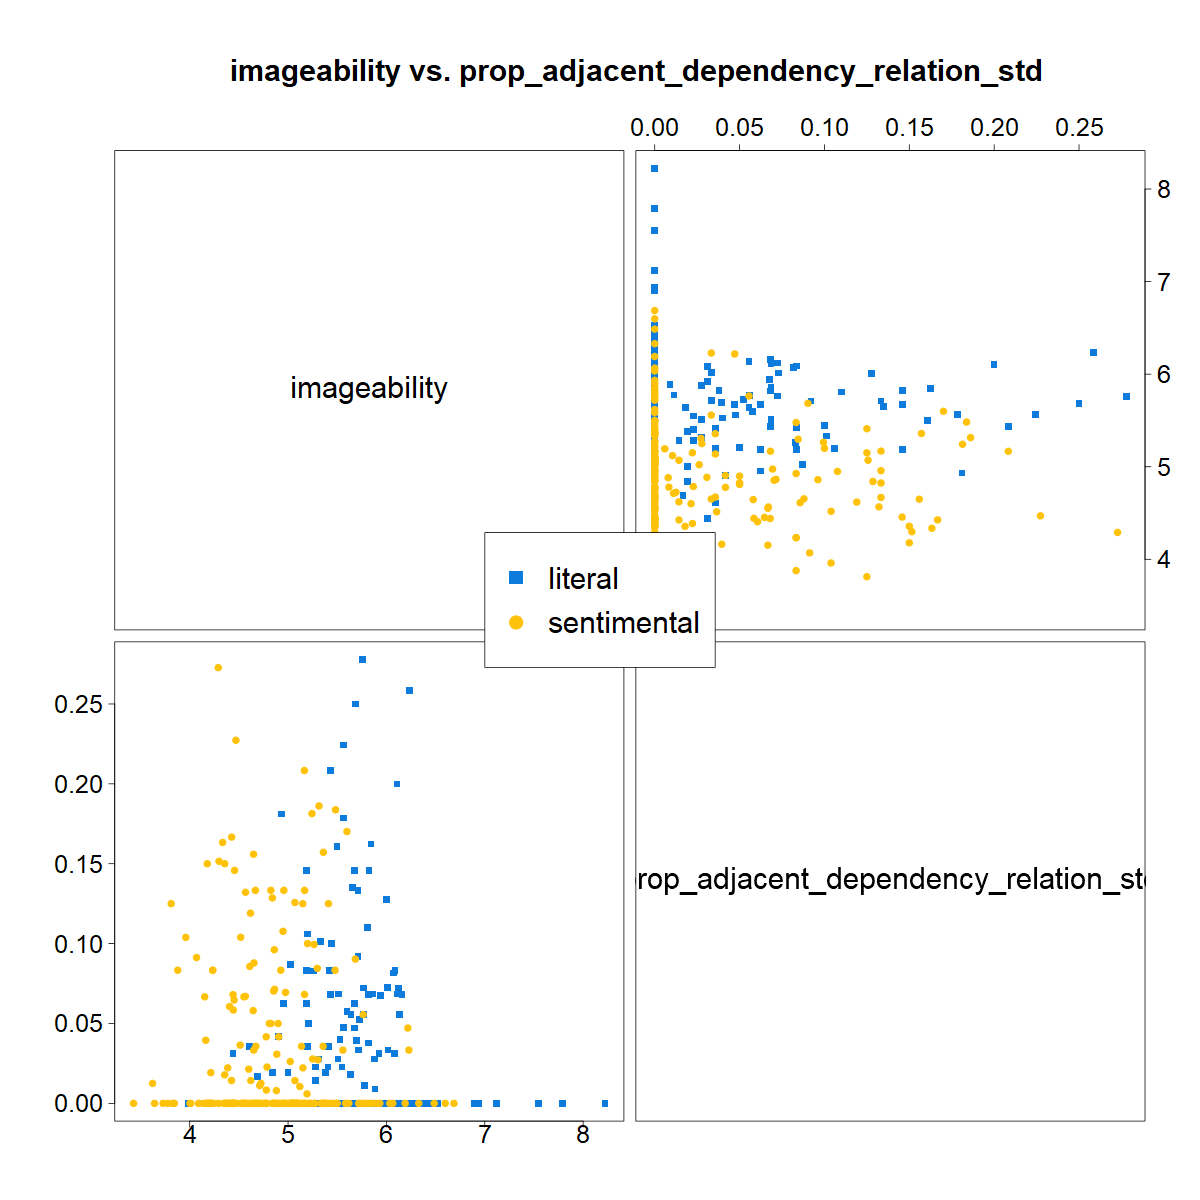 imageability vs. prop_adjacent_dependency_relation_std
0.00 0.05 0.10 0.15 0.20 0.25
8
7
6
5
4
imageability
literal
sentimental
0.25
0.20
0.15
0.10
0.05
0.00
rop_adjacent_dependency_relation_st
4 5 6 7 8